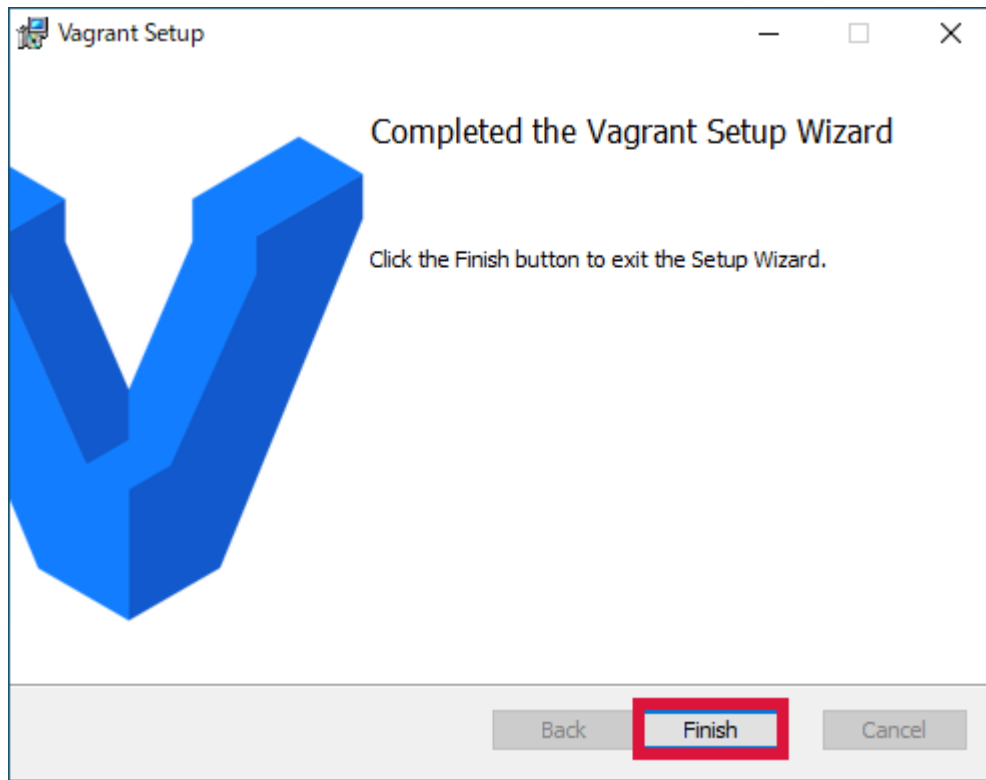 Vagrant Setup
Completed the Vagrant Setup Wizard
Click the Finish button to exit the Setup Wizard.
Back Finish Cancel